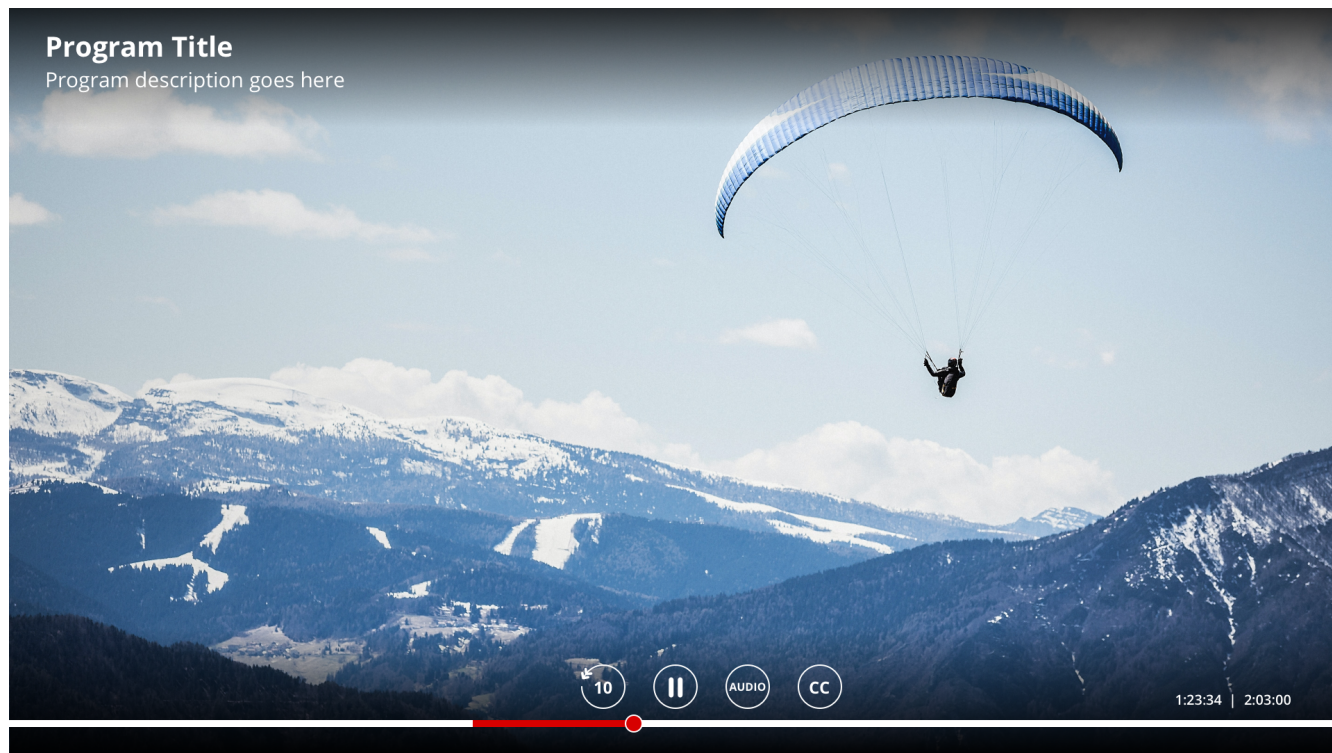 Program Title
Program description goes here
10
AUDIO
CC
1:23:34 | 2:03:00